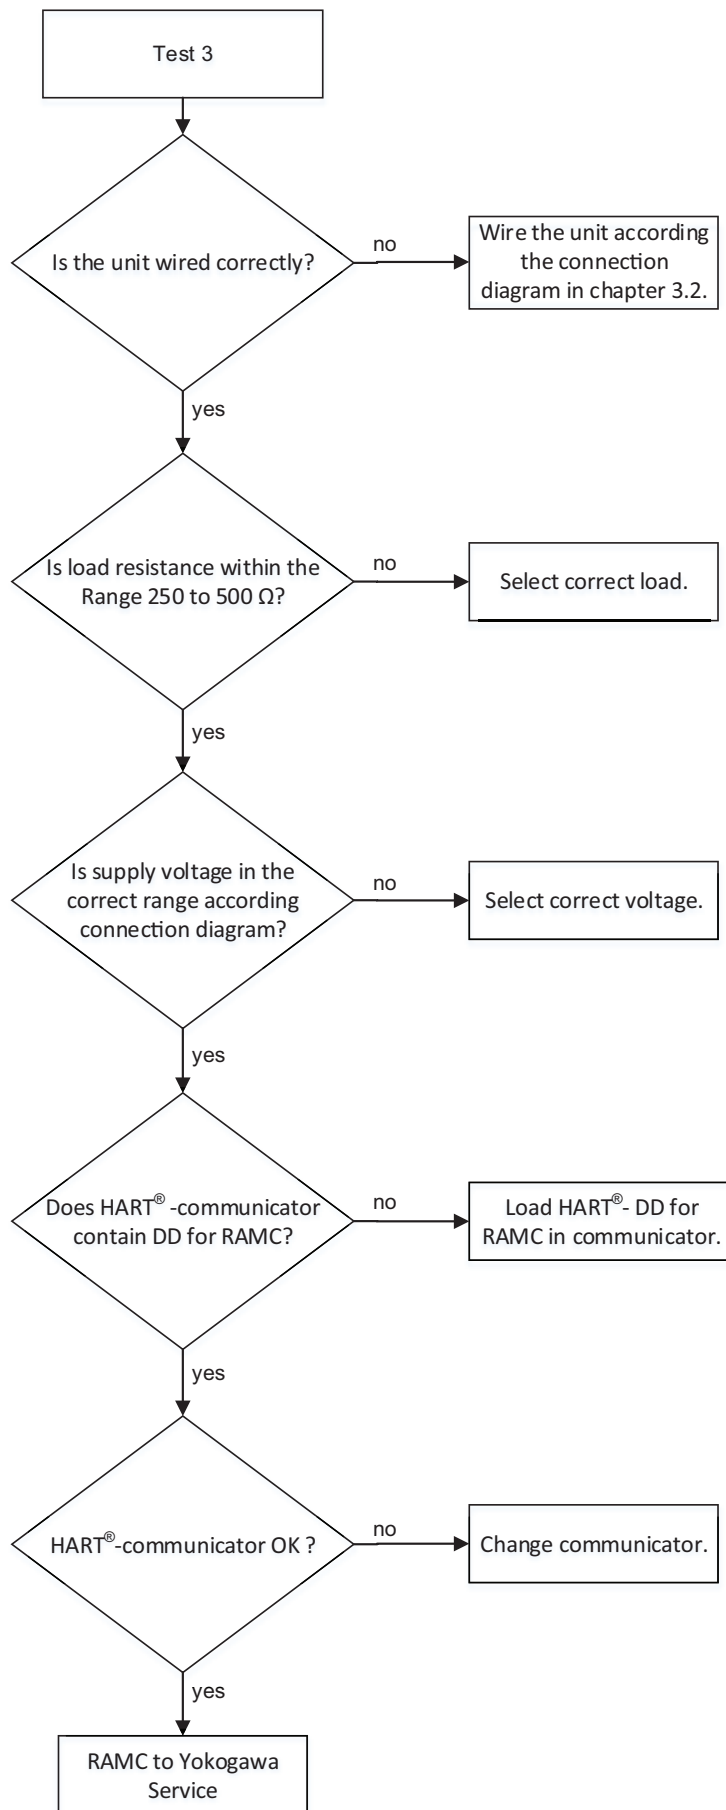 Test 3
Is the unit wired correctly?
no
Wire the unit according
the connection
diagram in chapter 3.2.
yes
Is load resistance within the
Range 250 to 500 Ω?
no
Select correct load.
yes
Is supply voltage in the
correct range according
connection diagram?
no
Select correct voltage.
yes
Does HART® -communicator
contain DD for RAMC?
no
Load HART®- DD for
RAMC in communicator.
yes
HART®-communicator OK ?
no
Change communicator.
yes
RAMC to Yokogawa
Service